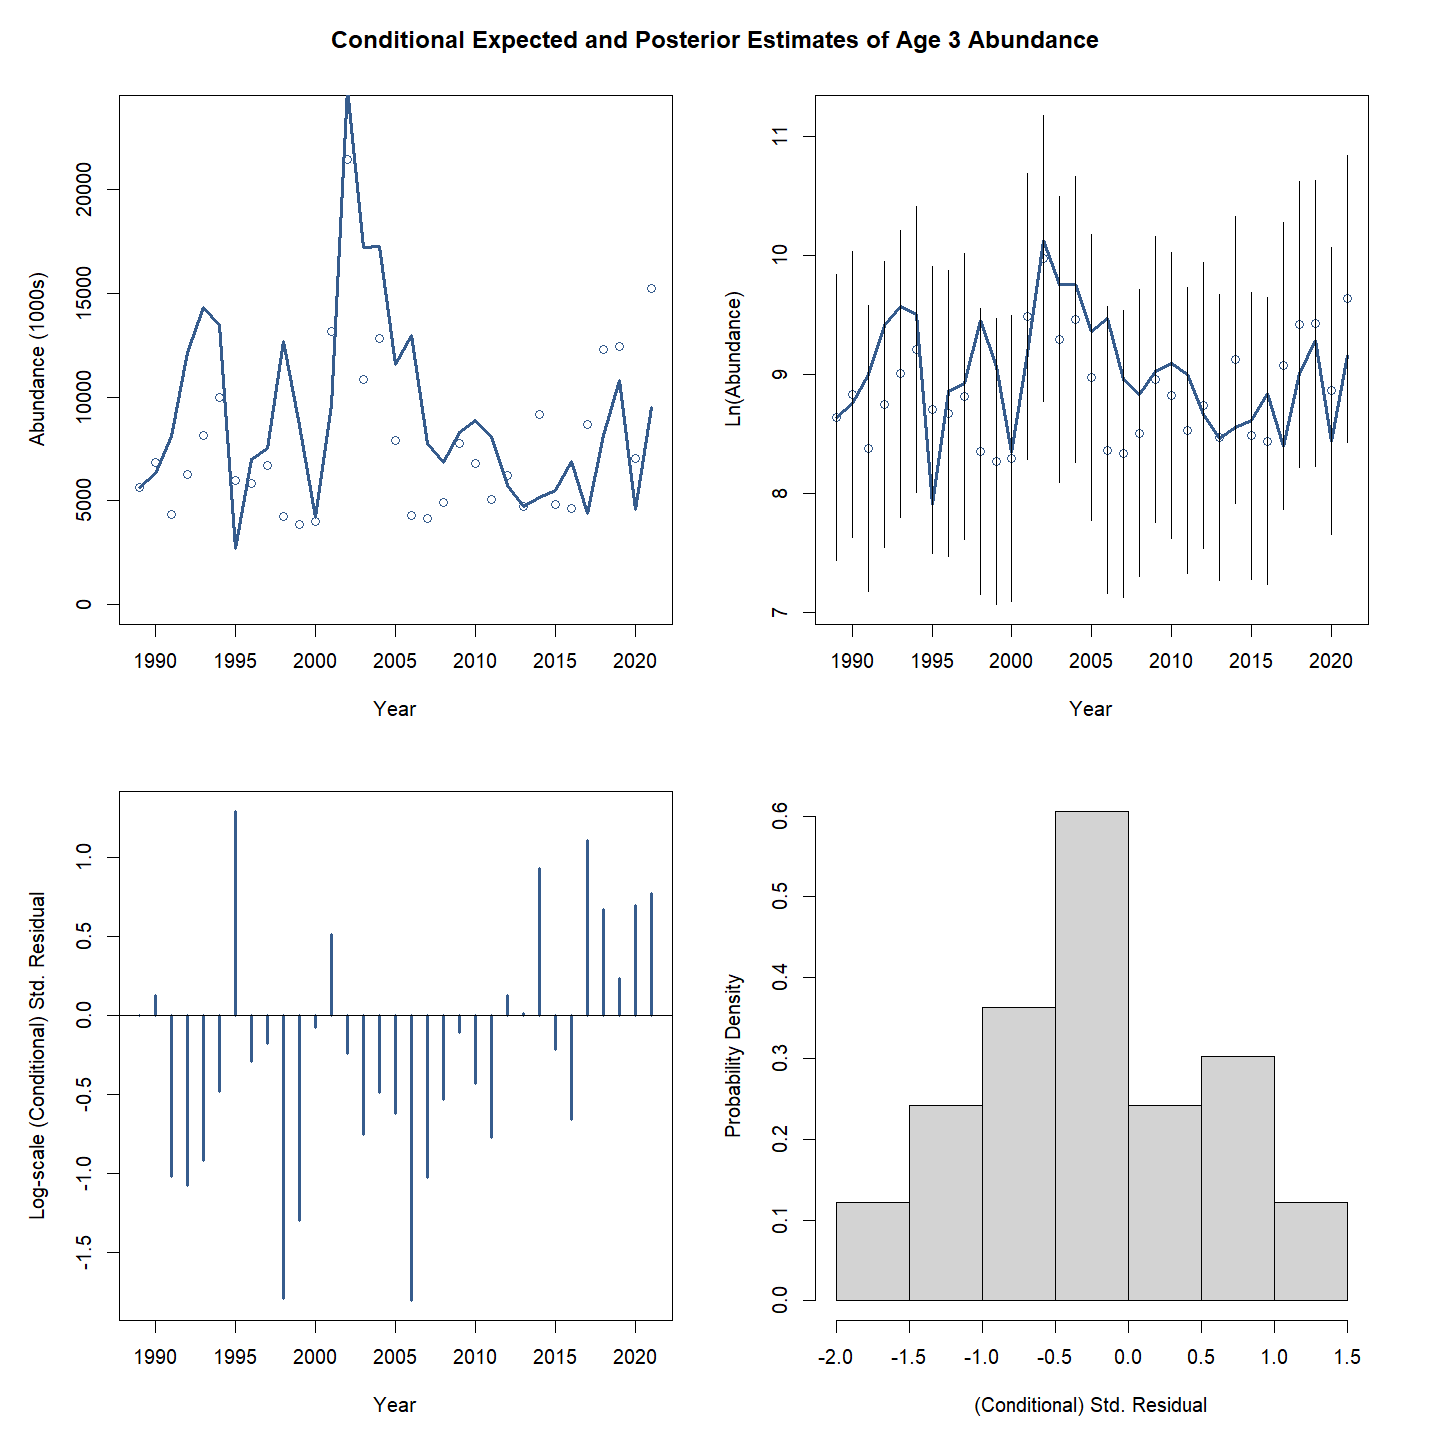 Conditional Expected and Posterior Estimates of Age 3 Abundance
Abundance (1000s)
20000
15000
10000
5000
0
1990 1995 2000 2005 2010 2015 2020
Year
Ln(Abundance)
11
10
9
8
7
1990 1995 2000 2005 2010 2015 2020
Year
Log-scale (Conditional) Std. Residual
1.0
0.5
0.0
-0.5
-1.0
-1.5
1990 1995 2000 2005 2010 2015 2020
Year
Probability Density
0.6
0.5
0.4
0.3
0.2
0.1
0.0
-2.0 -1.5 -1.0 -0.5 0.0 0.5 1.0 1.5
(Conditional) Std. Residual